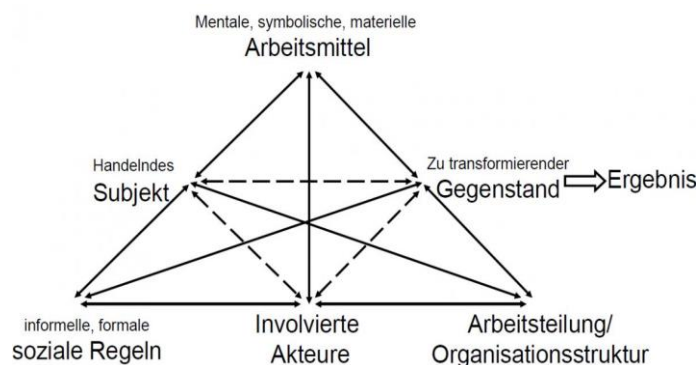 Mentale, symbolische, materielle
Arbeitsmittel
Handelndes
Subjekt
Zu transformierender
Gegenstand
Ergebnis
informelle, formale
soziale Regeln
Involvierte
Akteure
Arbeitsteilung/
Organisationsstruktur